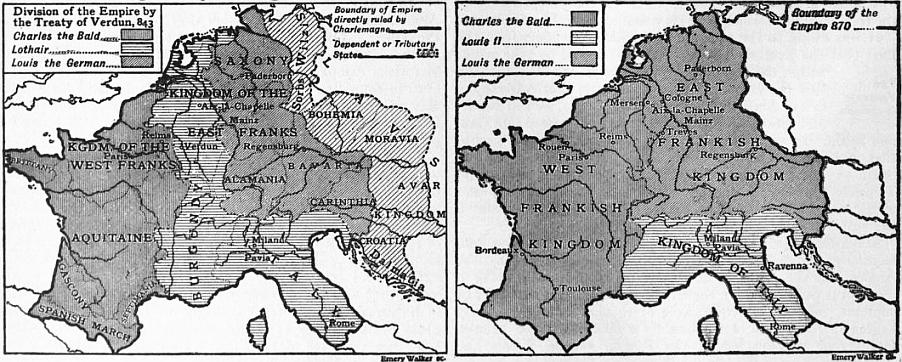 Division of the Empire by
the Treaty of Verdun, 843
Charles the Bald
Lothair
Louis the German
Boundary of Empire
directly ruled by
Charlemagne
Dependent or Tributary
States
SAXONY
Paderborn
Sorbs
Wilzi
SLAVS
KINGDOM OF THE
Aix-la-Chapelle
Mainz
EAST FRANKS
BOHEMIA
MORAVIA
Reims
Verdun
Regensburg
KGDM OF THE
Paris
WEST FRANKS
BRETAGNE
BAVARIA
ALAMANIA
AVAR
CARINTHIA
KINGDOM
AQUITAINE
BURGUNDY
Milan
Pavia
CROATIA
Dalmatia
ITALY
GASCONY
SPANISH MARCH
Rome
Emery Walker sc.
Charles the Bald
Louis II
Louis the German
Boundary of the
Empire 870
Paderborn
EAST
Mersen
Cologne
Aix-la-Chapelle
Mainz
Treves
Reims
Rouen
Paris
FRANKISH
Regensburg
WEST
KINGDOM
FRANKISH
KINGDOM
Bordeaux
Milan
Pavia
KINGDOM OF
ITALY
Ravenna
Toulouse
Rome
Emery Walker sc.